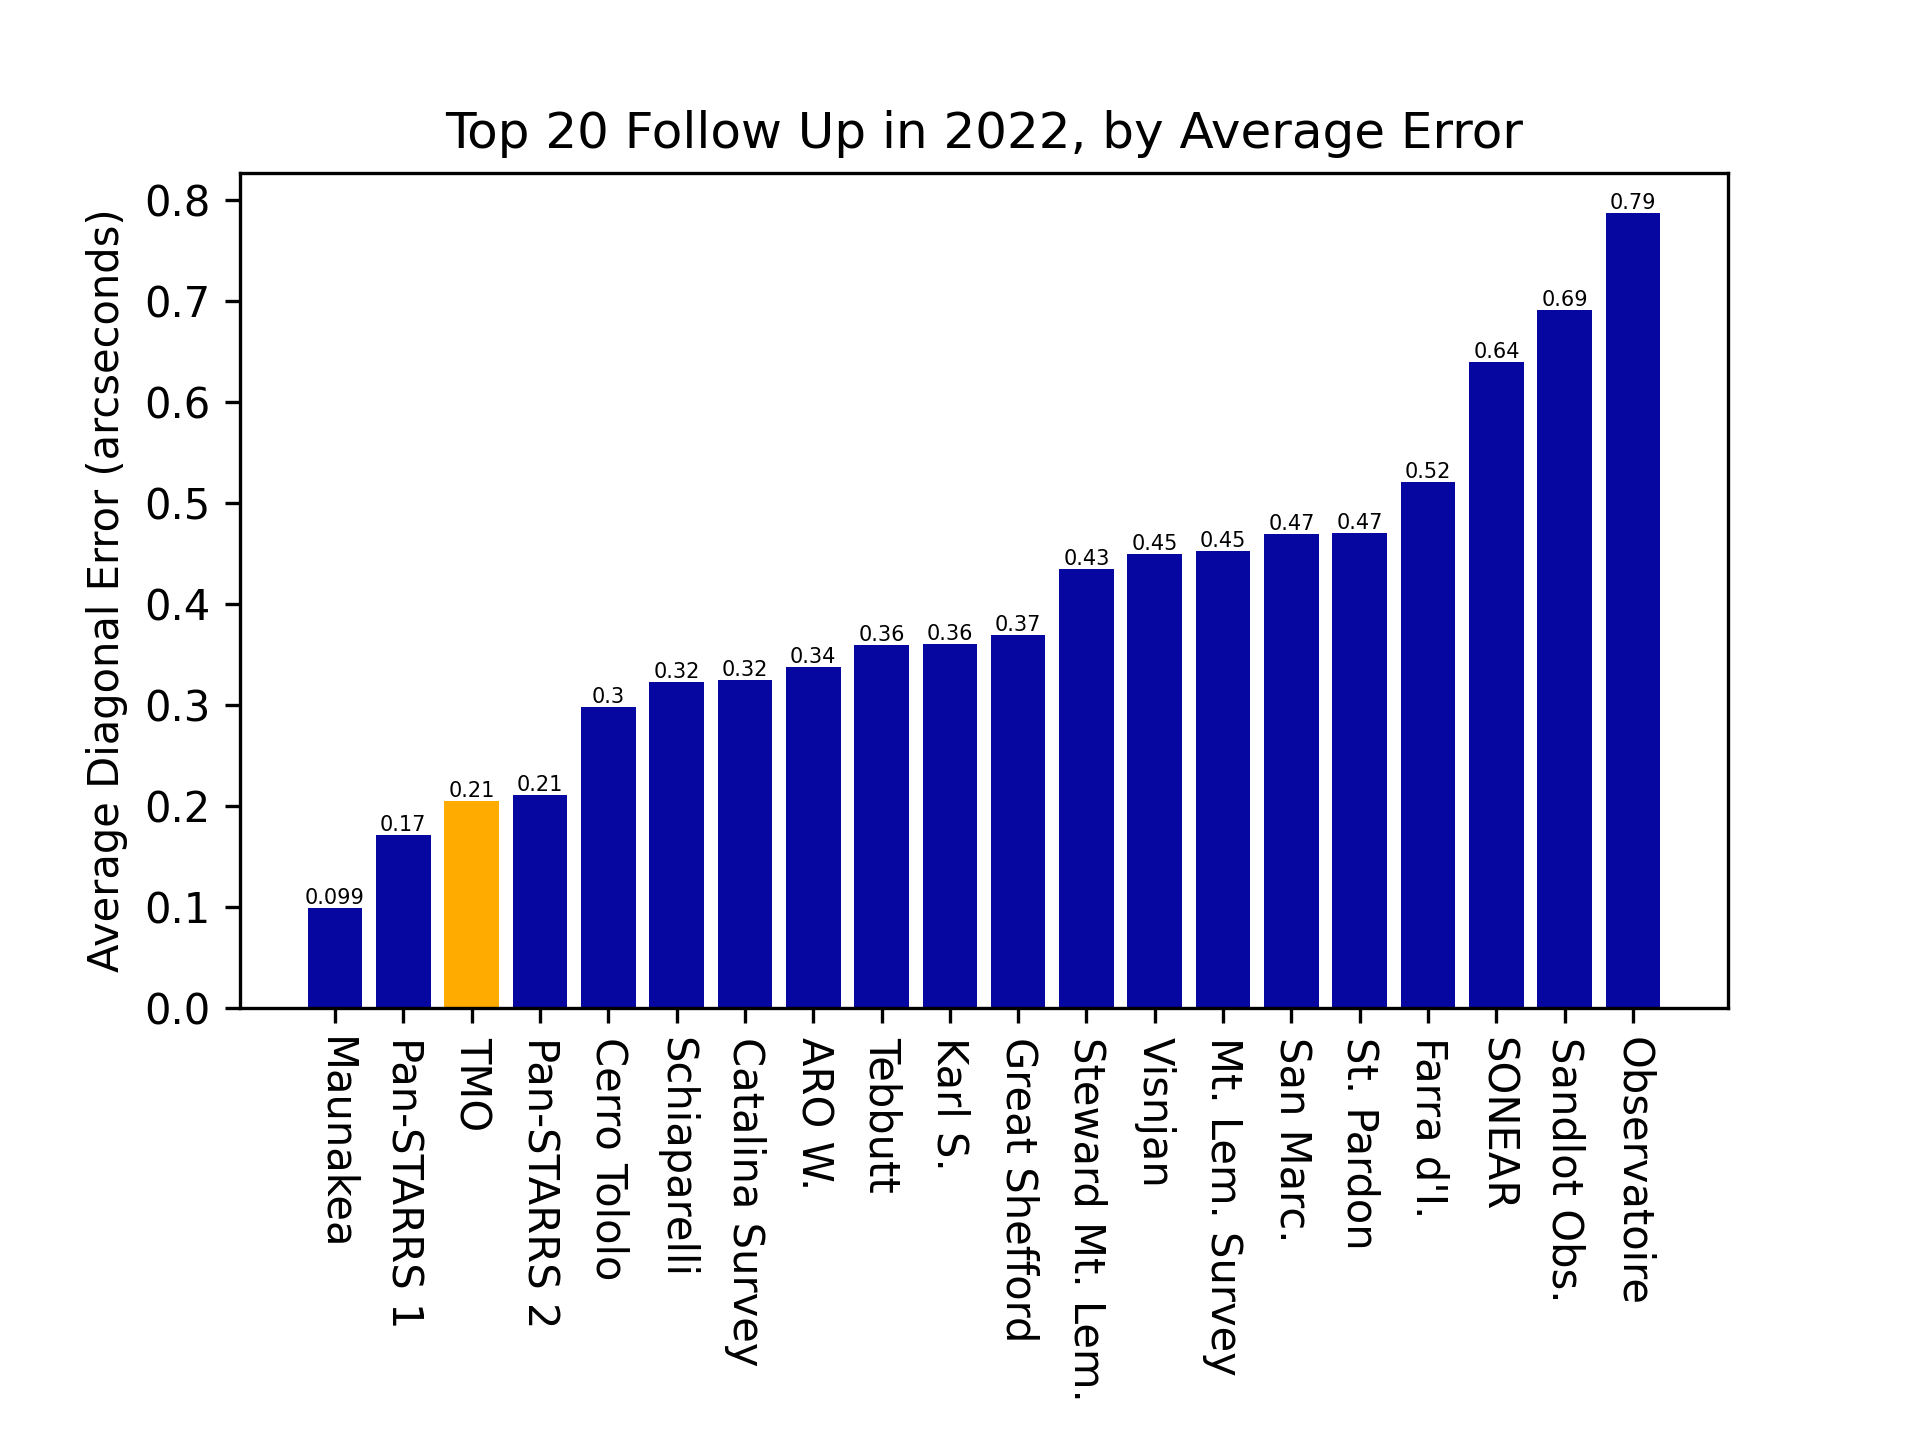 Top 20 Follow Up in 2022, by Average Error
Average Diagonal Error (arcseconds)
0.8
0.7
0.6
0.5
0.4
0.3
0.2
0.1
0.0
0.099
0.17
0.21
0.21
0.3
0.32
0.32
0.34
0.36
0.36
0.37
0.43
0.45
0.45
0.47
0.47
0.52
0.64
0.69
0.79
Maunakea
Pan-STARRS 1
TMO
Pan-STARRS 2
Cerro Tololo
Schiaparelli
Catalina Survey
ARO W.
Tebbutt
Karl S.
Great Shefford
Steward Mt. Lem.
Visnjan
Mt. Lem. Survey
San Marc.
St. Pardon
Farra d'I.
SONEAR
Sandlot Obs.
Observatoire